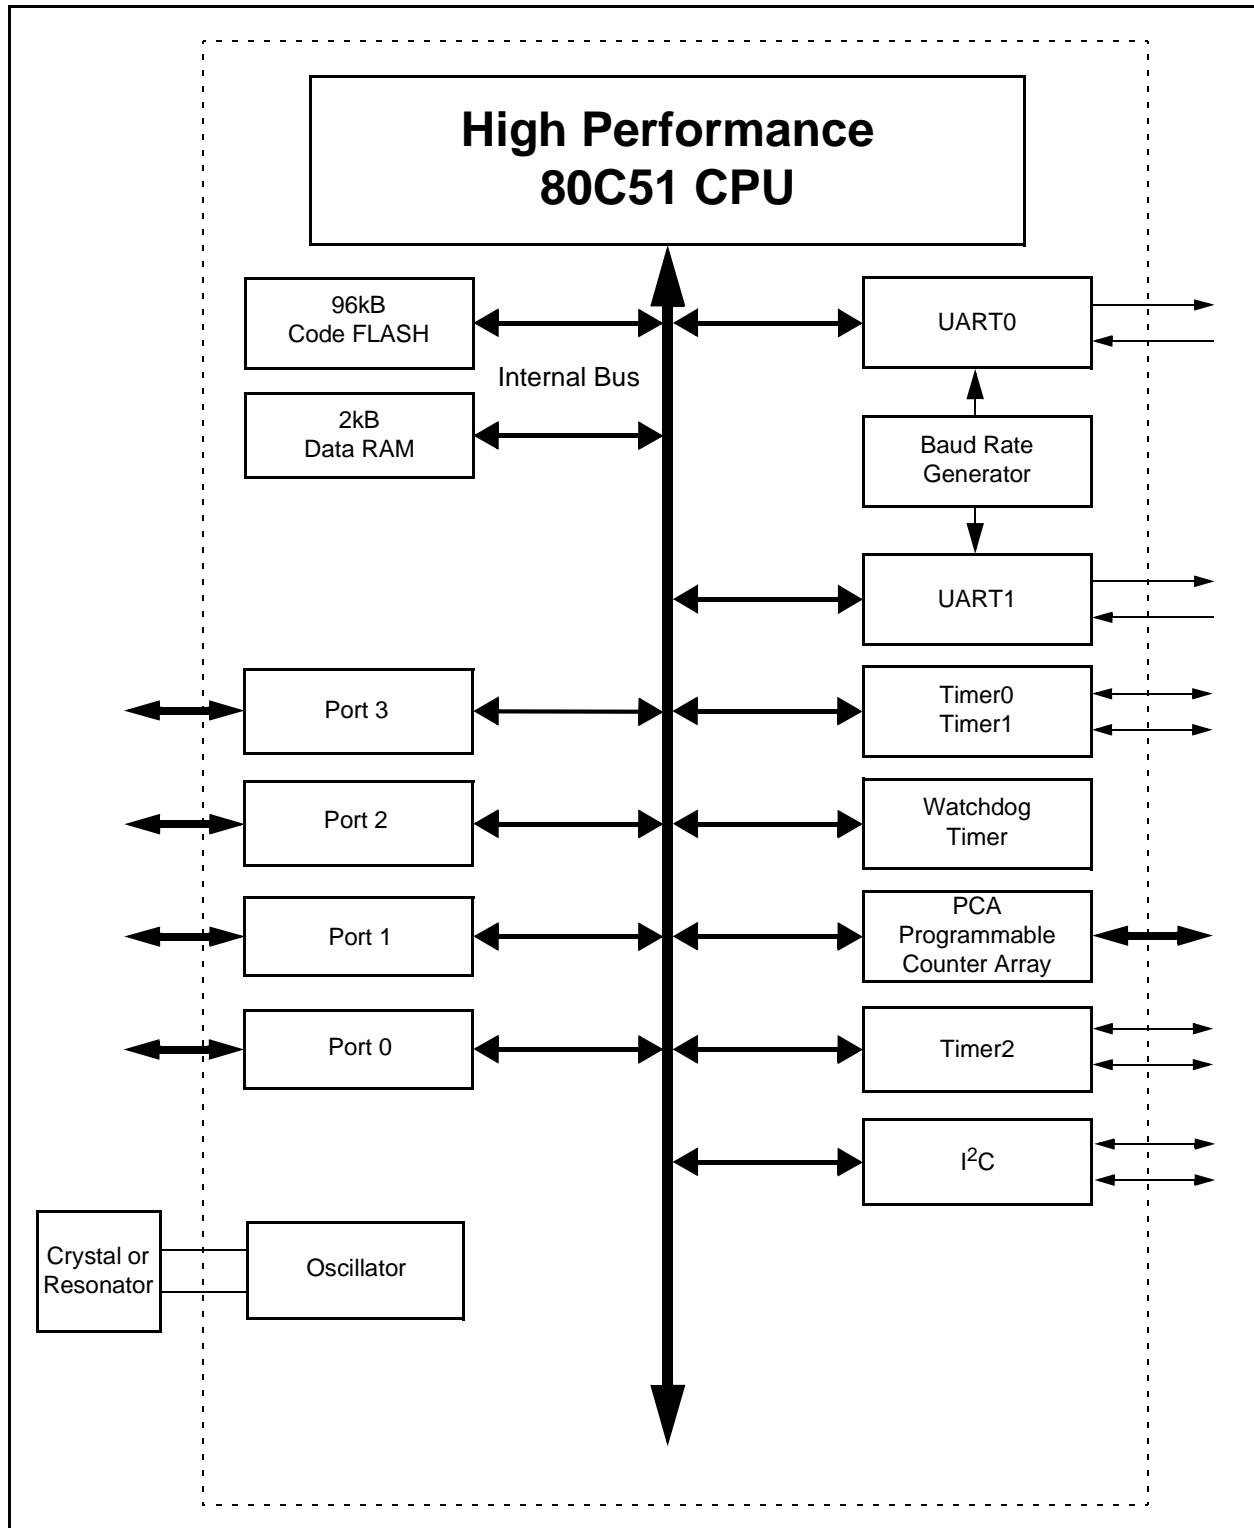 High Performance
80C51 CPU
96kB
Code FLASH
UART0
Internal Bus
2kB
Data RAM
Baud Rate
Generator
UART1
Port 3
Timer0
Timer1
Port 2
Watchdog
Timer
Port 1
PCA
Programmable
Counter Array
Port 0
Timer2
I²C
Crystal or
Resonator
Oscillator